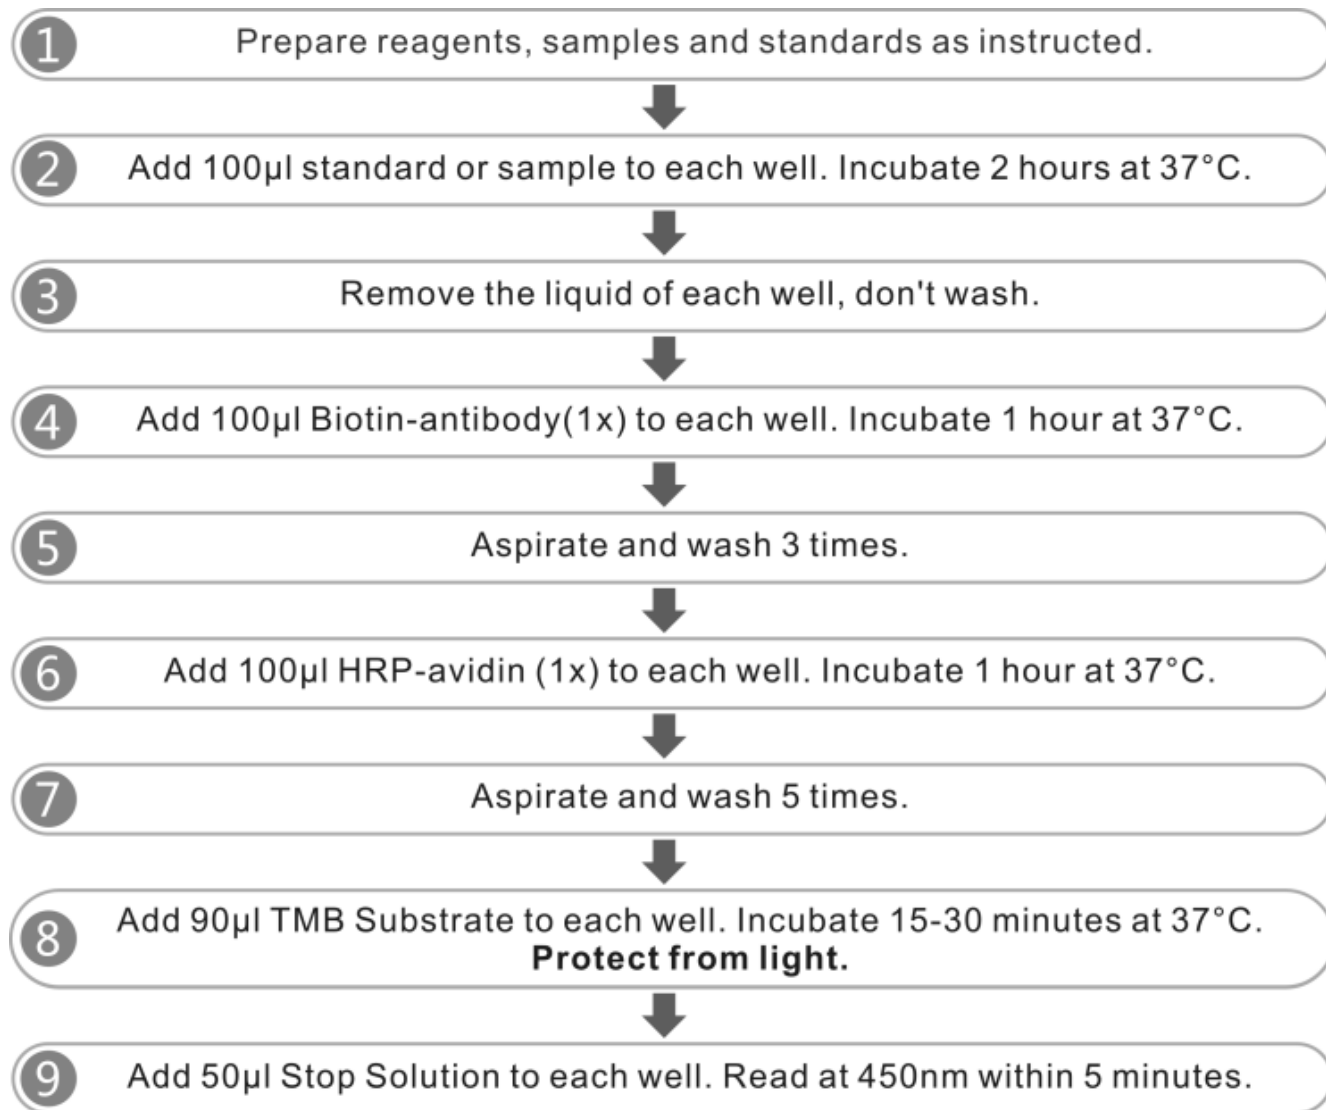 1 Prepare reagents, samples and standards as instructed.
2 Add 100µl standard or sample to each well. Incubate 2 hours at 37°C.
3 Remove the liquid of each well, don't wash.
4 Add 100µl Biotin-antibody(1x) to each well. Incubate 1 hour at 37°C.
5 Aspirate and wash 3 times.
6 Add 100µl HRP-avidin (1x) to each well. Incubate 1 hour at 37°C.
7 Aspirate and wash 5 times.
8 Add 90µl TMB Substrate to each well. Incubate 15-30 minutes at 37°C.
Protect from light.
9 Add 50µl Stop Solution to each well. Read at 450nm within 5 minutes.